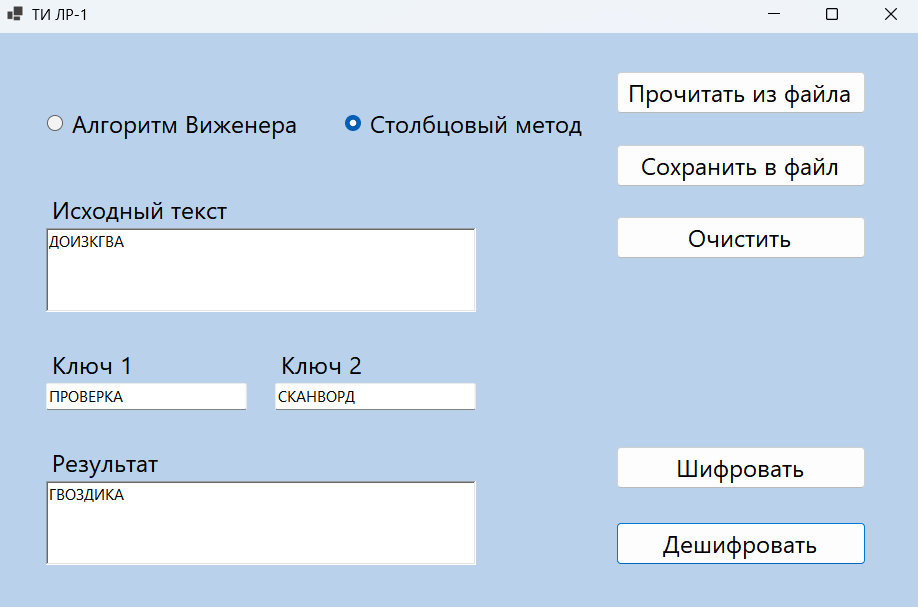 ТИ ЛР-1
Прочитать из файла
Алгоритм Виженера
Столбцовый метод
Сохранить в файл
Исходный текст
Очистить
ДОИЗКГВА
Ключ 1
Ключ 2
ПРОВЕРКА
СКАНВОРД
Результат
Шифровать
ГВОЗДИКА
Дешифровать